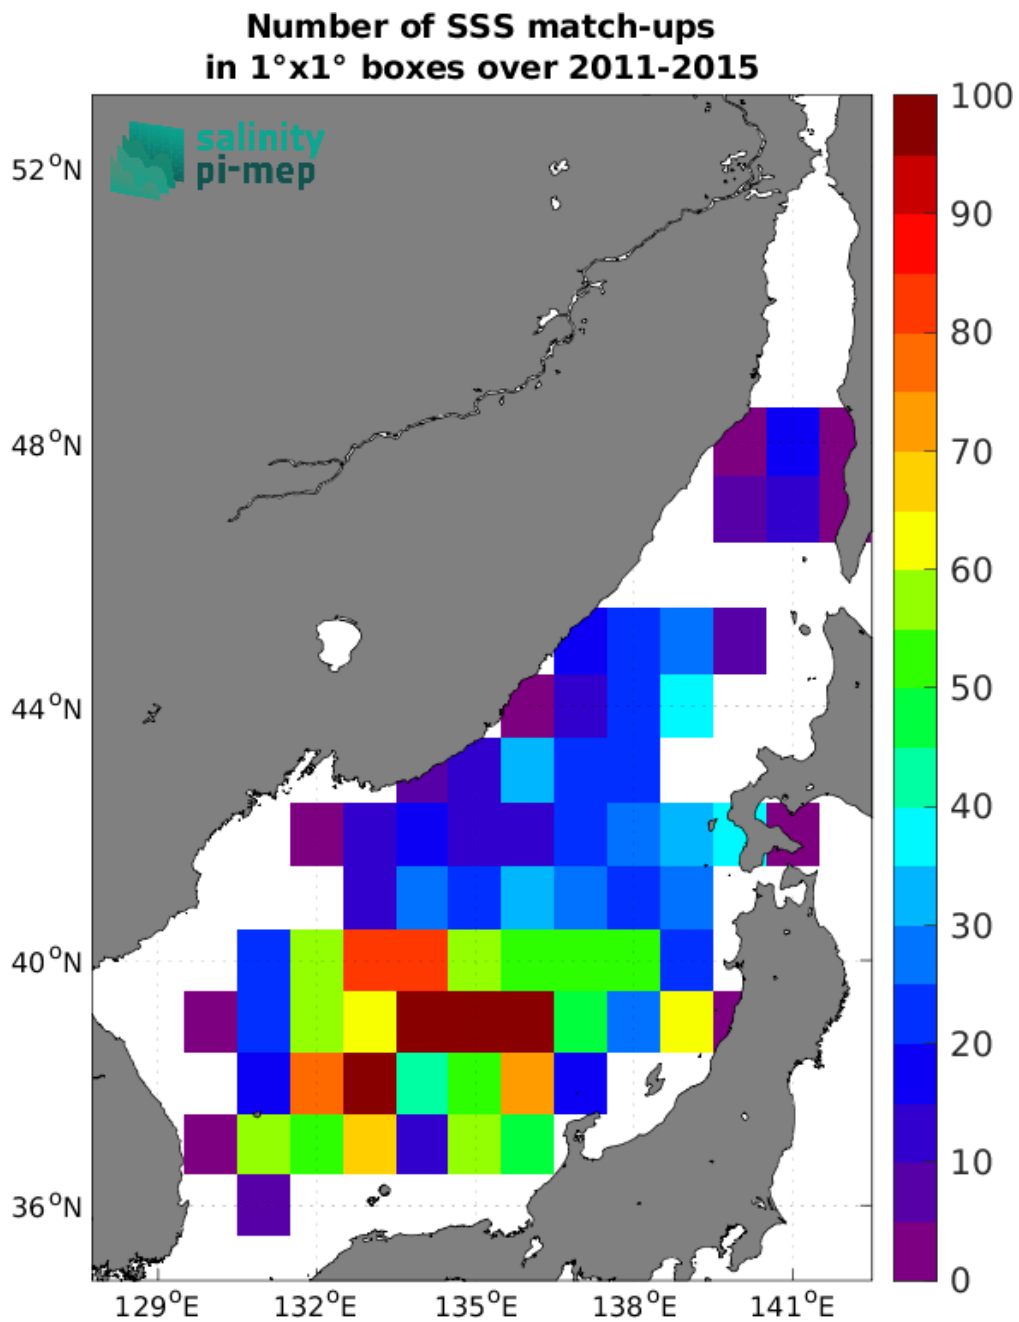 Number of SSS match-ups
in 1°x1° boxes over 2011-2015
salinity
pi-mep
52°N
48°N
44°N
40°N
36°N
129°E
132°E
135°E
138°E
141°E
100
90
80
70
60
50
40
30
20
10
0